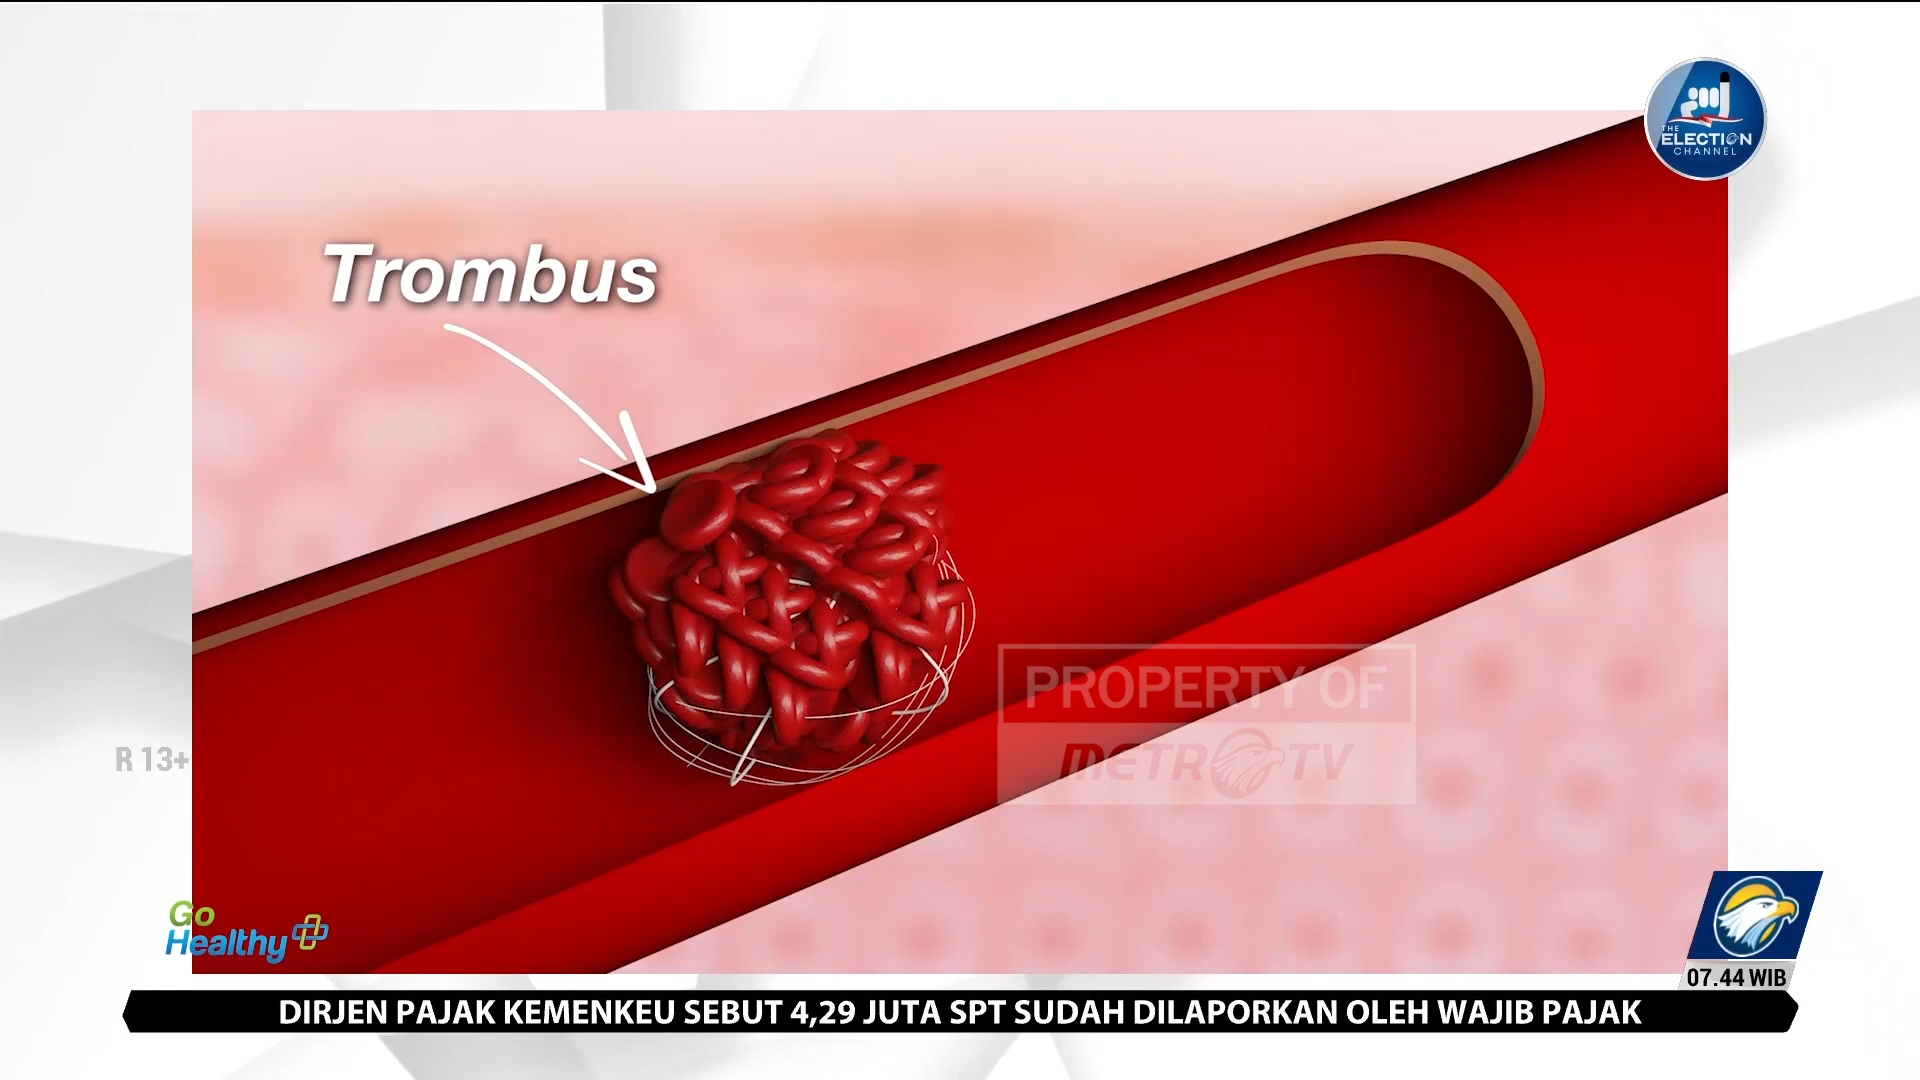 THE
ELECTION
CHANNEL
Trombus
PROPERTY OF
METRO TV
R 13+
Go
Healthy
07.44 WIB
DIRJEN PAJAK KEMENKEU SEBUT 4,29 JUTA SPT SUDAH DILAPORKAN OLEH WAJIB PAJAK